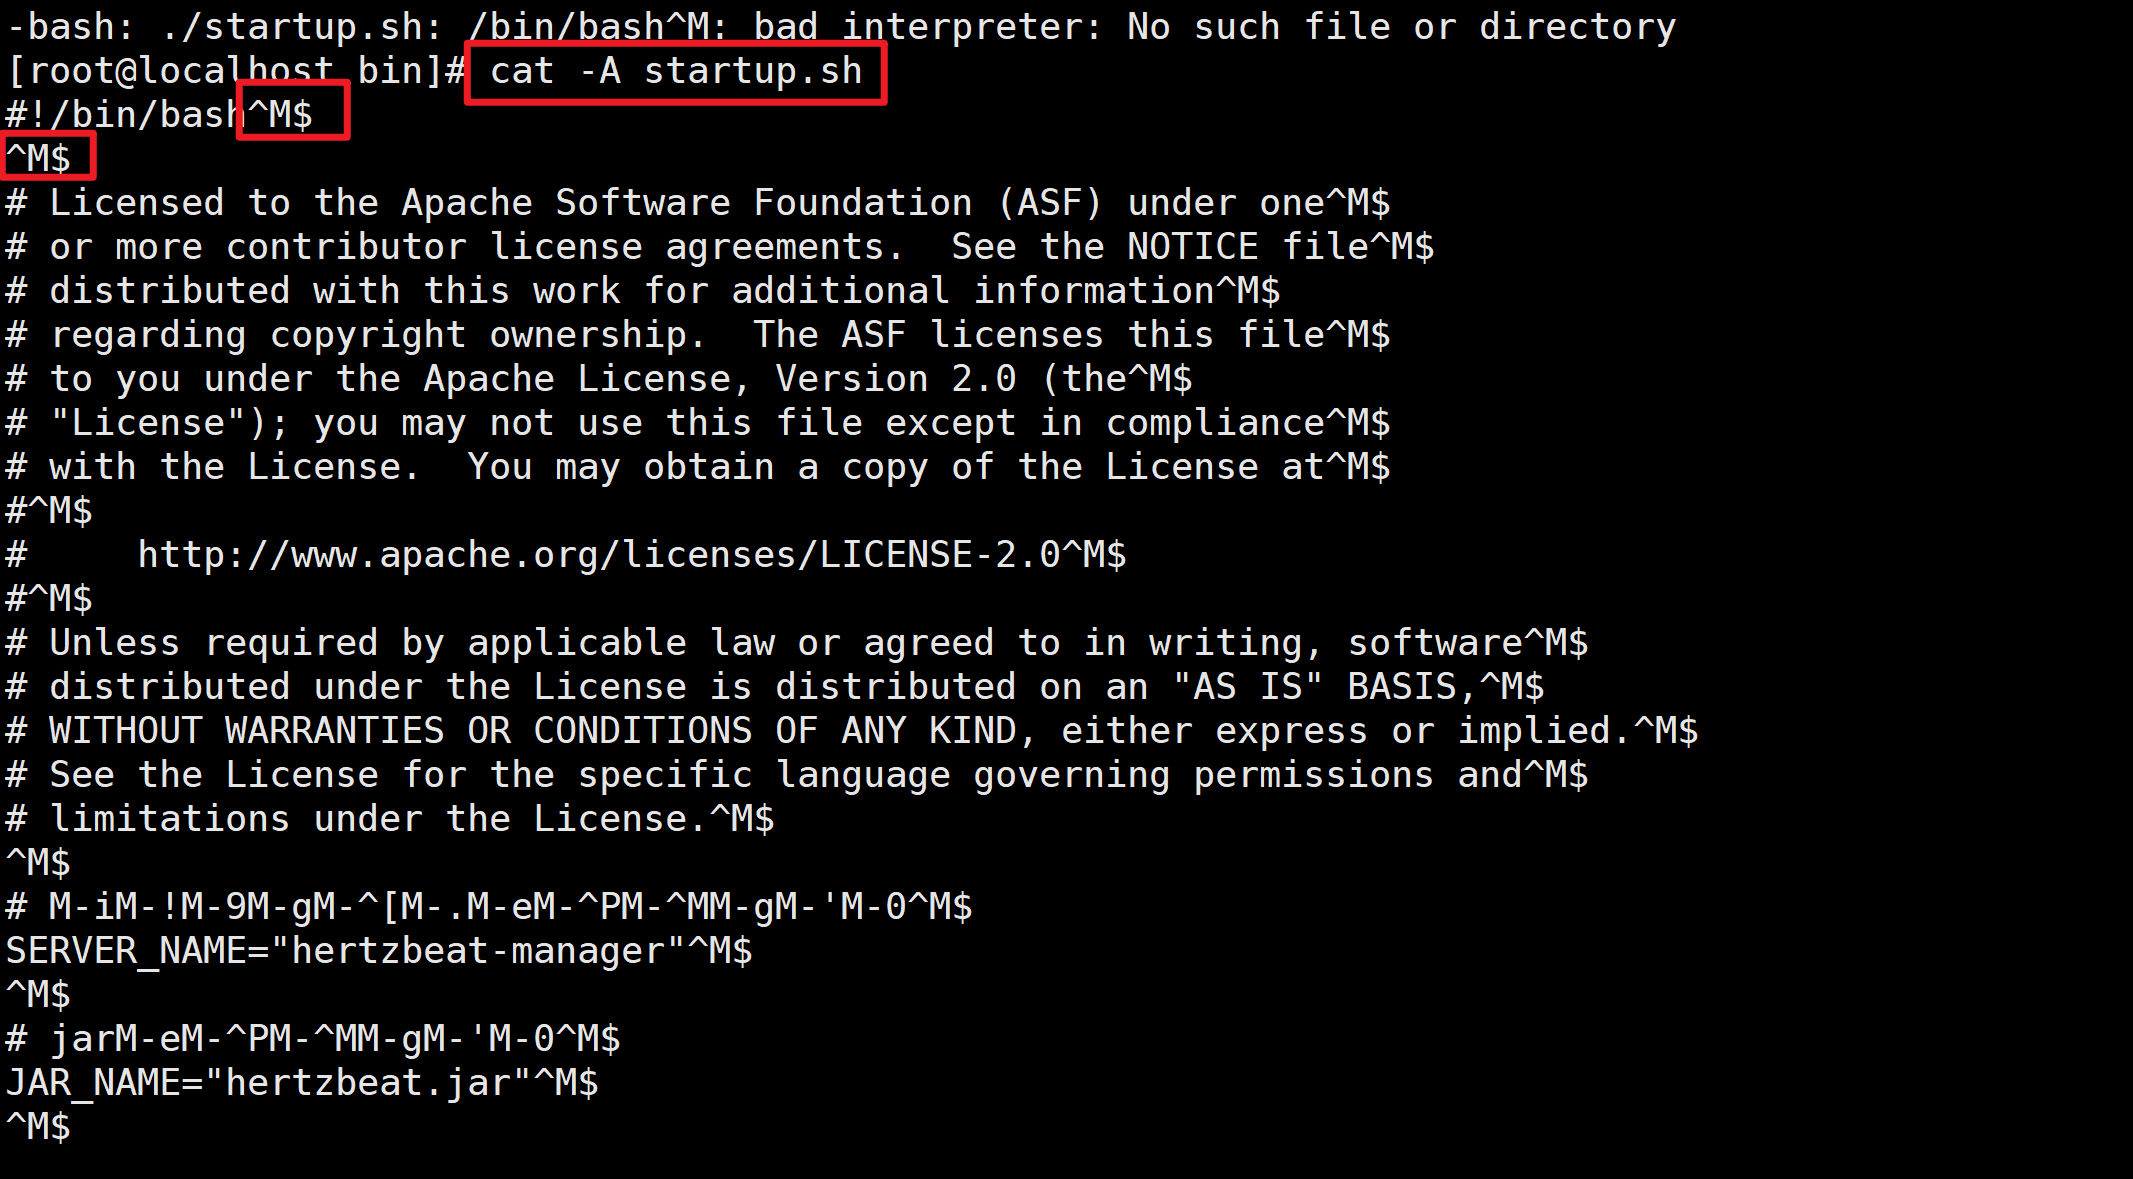 -bash: ./startup.sh: /bin/bash^M: bad interpreter: No such file or directory
[root@localhost bin]# cat -A startup.sh
#!/bin/bash^M$
^M$
# Licensed to the Apache Software Foundation (ASF) under one^M$
# or more contributor license agreements.  See the NOTICE file^M$
# distributed with this work for additional information^M$
# regarding copyright ownership.  The ASF licenses this file^M$
# to you under the Apache License, Version 2.0 (the^M$
# "License"); you may not use this file except in compliance^M$
# with the License.  You may obtain a copy of the License at^M$
#^M$
#     http://www.apache.org/licenses/LICENSE-2.0^M$
#^M$
# Unless required by applicable law or agreed to in writing, software^M$
# distributed under the License is distributed on an "AS IS" BASIS,^M$
# WITHOUT WARRANTIES OR CONDITIONS OF ANY KIND, either express or implied.^M$
# See the License for the specific language governing permissions and^M$
# limitations under the License.^M$
^M$
# M-iM-!M-9M-gM-^[M-.M-eM-^PM-^MM-gM-'M-0^M$
SERVER_NAME="hertzbeat-manager"^M$
^M$
# jarM-eM-^PM-^MM-gM-'M-0^M$
JAR_NAME="hertzbeat.jar"^M$
^M$